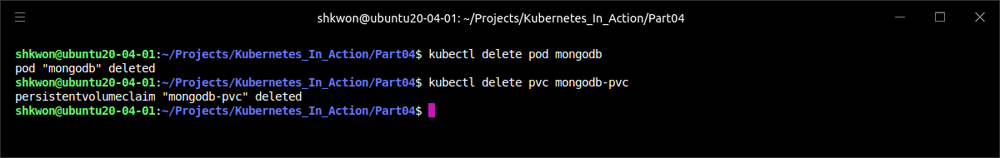 shkwon@ubuntu20-04-01: ~/Projects/Kubernetes_In_Action/Part04
shkwon@ubuntu20-04-01:~/Projects/Kubernetes_In_Action/Part04$ kubectl delete pod mongodb
pod "mongodb" deleted
shkwon@ubuntu20-04-01:~/Projects/Kubernetes_In_Action/Part04$ kubectl delete pvc mongodb-pvc
persistentvolumeclaim "mongodb-pvc" deleted
shkwon@ubuntu20-04-01:~/Projects/Kubernetes_In_Action/Part04$